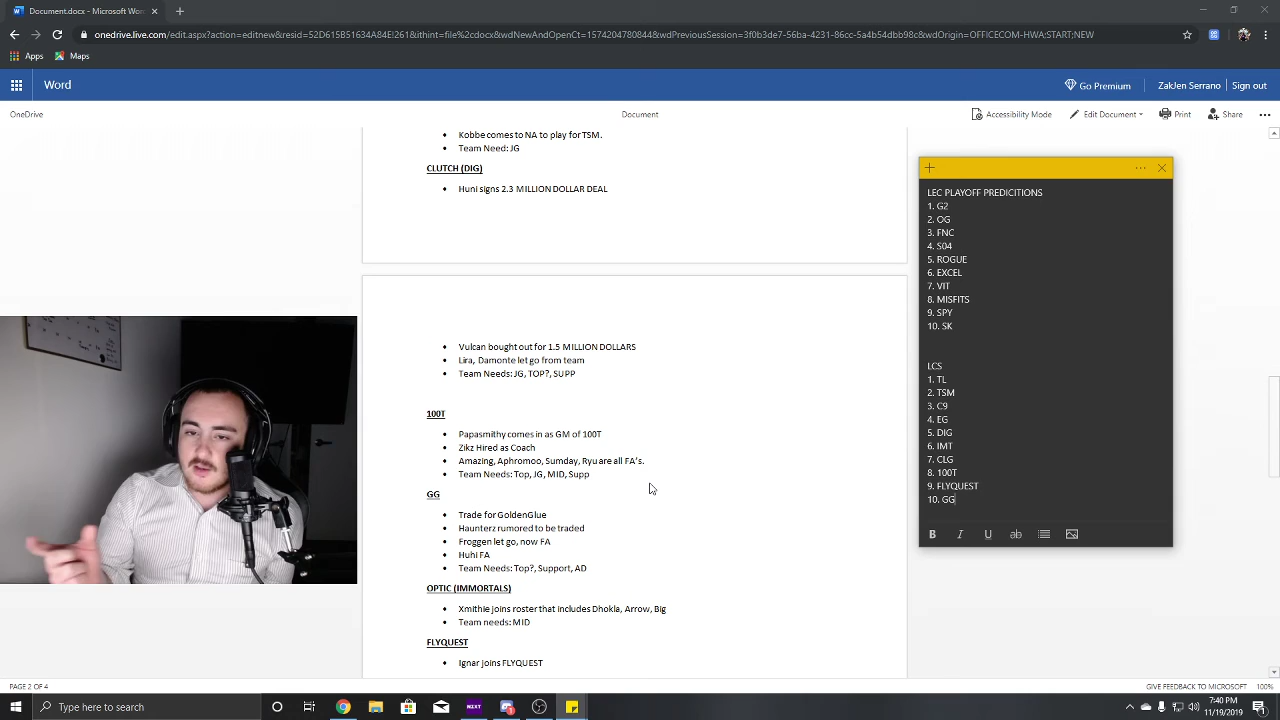 Document.docx - Microsoft Wor
onedrive.live.com/edit.aspx?action=editnew&resid=52D615B51634A84E!261&ithint=file%2cdocx&wdNewAndOpenCt=1574204780844&wdPreviousSession=3f0b3de7-56ba-4231-86cc-5a4b54dbb98c&wdOrigin=OFFICECOM-HWA;START;NEW
Apps
Maps
Word
Go Premium
ZakJen Serrano
Sign out
OneDrive
Document
Accessibility Mode
Edit Document
Print
Share
Kobbe comes to NA to play for TSM.
Team Need: JG
CLUTCH (DIG)
Huni signs 2.3 MILLION DOLLAR DEAL
Vulcan bought out for 1.5 MILLION DOLLARS
Lira, Damonte let go from team
Team Needs: JG, TOP?, SUPP
100T
Papasmithy comes in as GM of 100T
Zikz Hired as Coach
Amazing, Aphromoo, Sumday, Ryu are all FA's.
Team Needs: Top, JG, MID, Supp
GG
Trade for GoldenGlue
Haunterz rumored to be traded
Froggen let go, now FA
Huhi FA
Team Needs: Top?, Support, AD
OPTIC (IMMORTALS)
Xmithie joins roster that includes Dhokla, Arrow, Big
Team needs: MID
FLYQUEST
Ignar joins FLYQUEST
LEC PLAYOFF PREDICITIONS
1. G2
2. OG
3. FNC
4. S04
5. ROGUE
6. EXCEL
7. VIT
8. MISFITS
9. SPY
10. SK
LCS
1. TL
2. TSM
3. C9
4. EG
5. DIG
6. IMT
7. CLG
8. 100T
9. FLYQUEST
10. GG
B I U ab
PAGE 2 OF 4
GIVE FEEDBACK TO MICROSOFT
100%
Type here to search
7:40 PM
11/19/2019